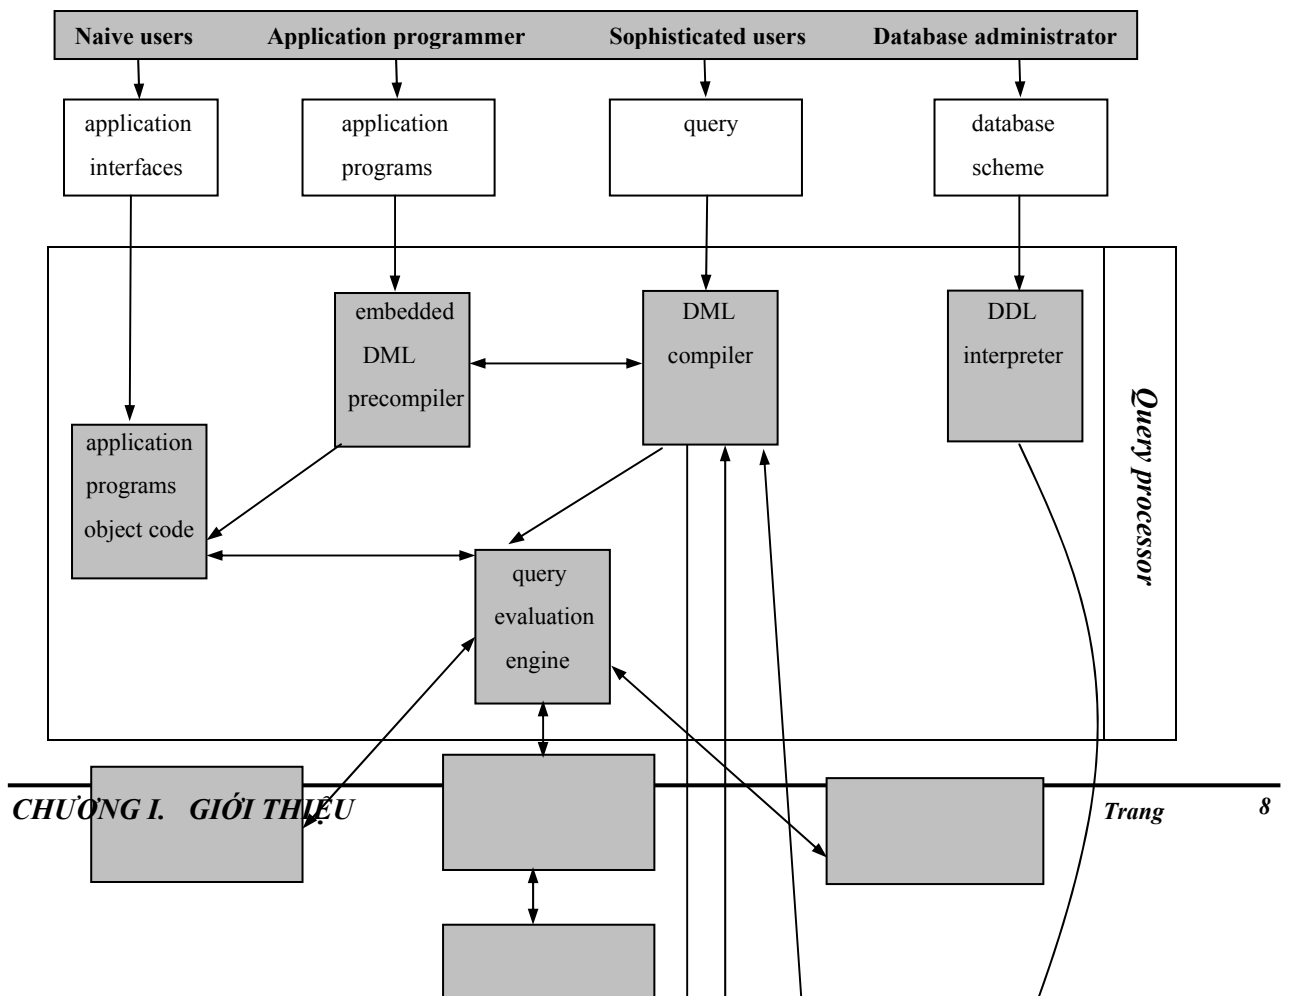 Naive users Application programmer Sophisticated users Database administrator
application
interfaces
application
programs
query
database
scheme
embedded
DML
precompiler
DML
compiler
DDL
interpreter
application
programs
object code
query
evaluation
engine
Query processor
CHƯƠNG I. GIỚI THIỆU
Trang 8